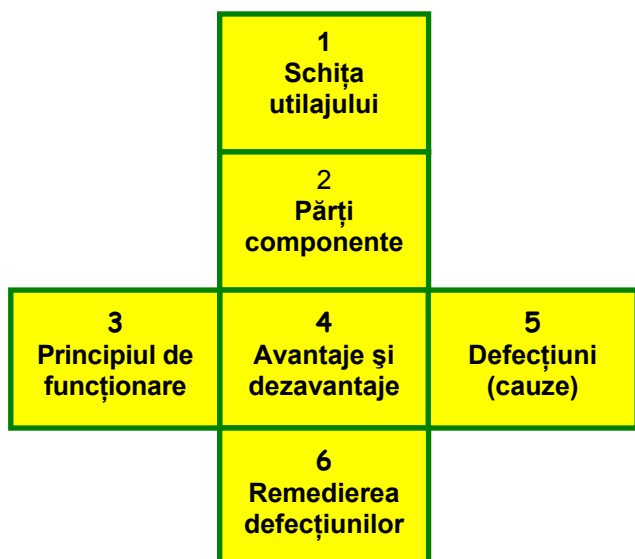 1
Schița
utilajului
2
Părți
componente
3
Principiul de
funcționare
4
Avantaje şi
dezavantaje
5
Defecțiuni
(cauze)
6
Remedierea
defecțiunilor